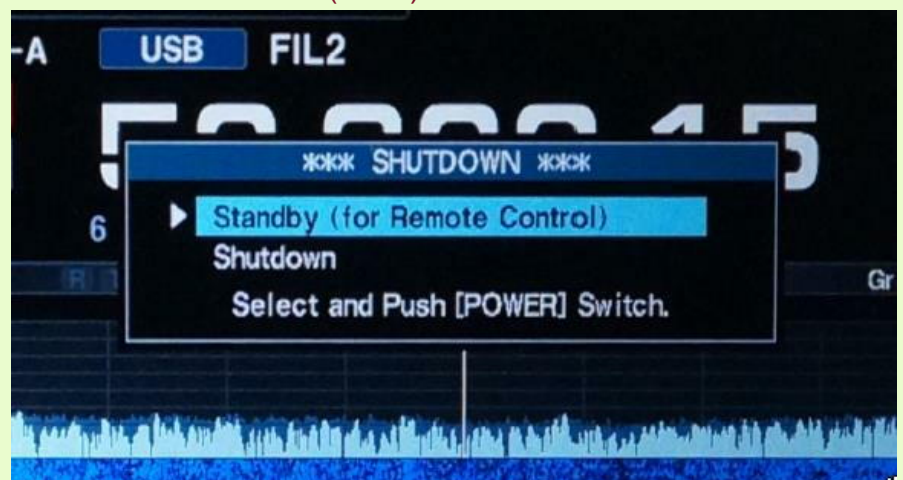 -A USB FIL2
*** SHUTDOWN ***
6
Standby (for Remote Control)
Shutdown
Gr
Select and Push [POWER] Switch.